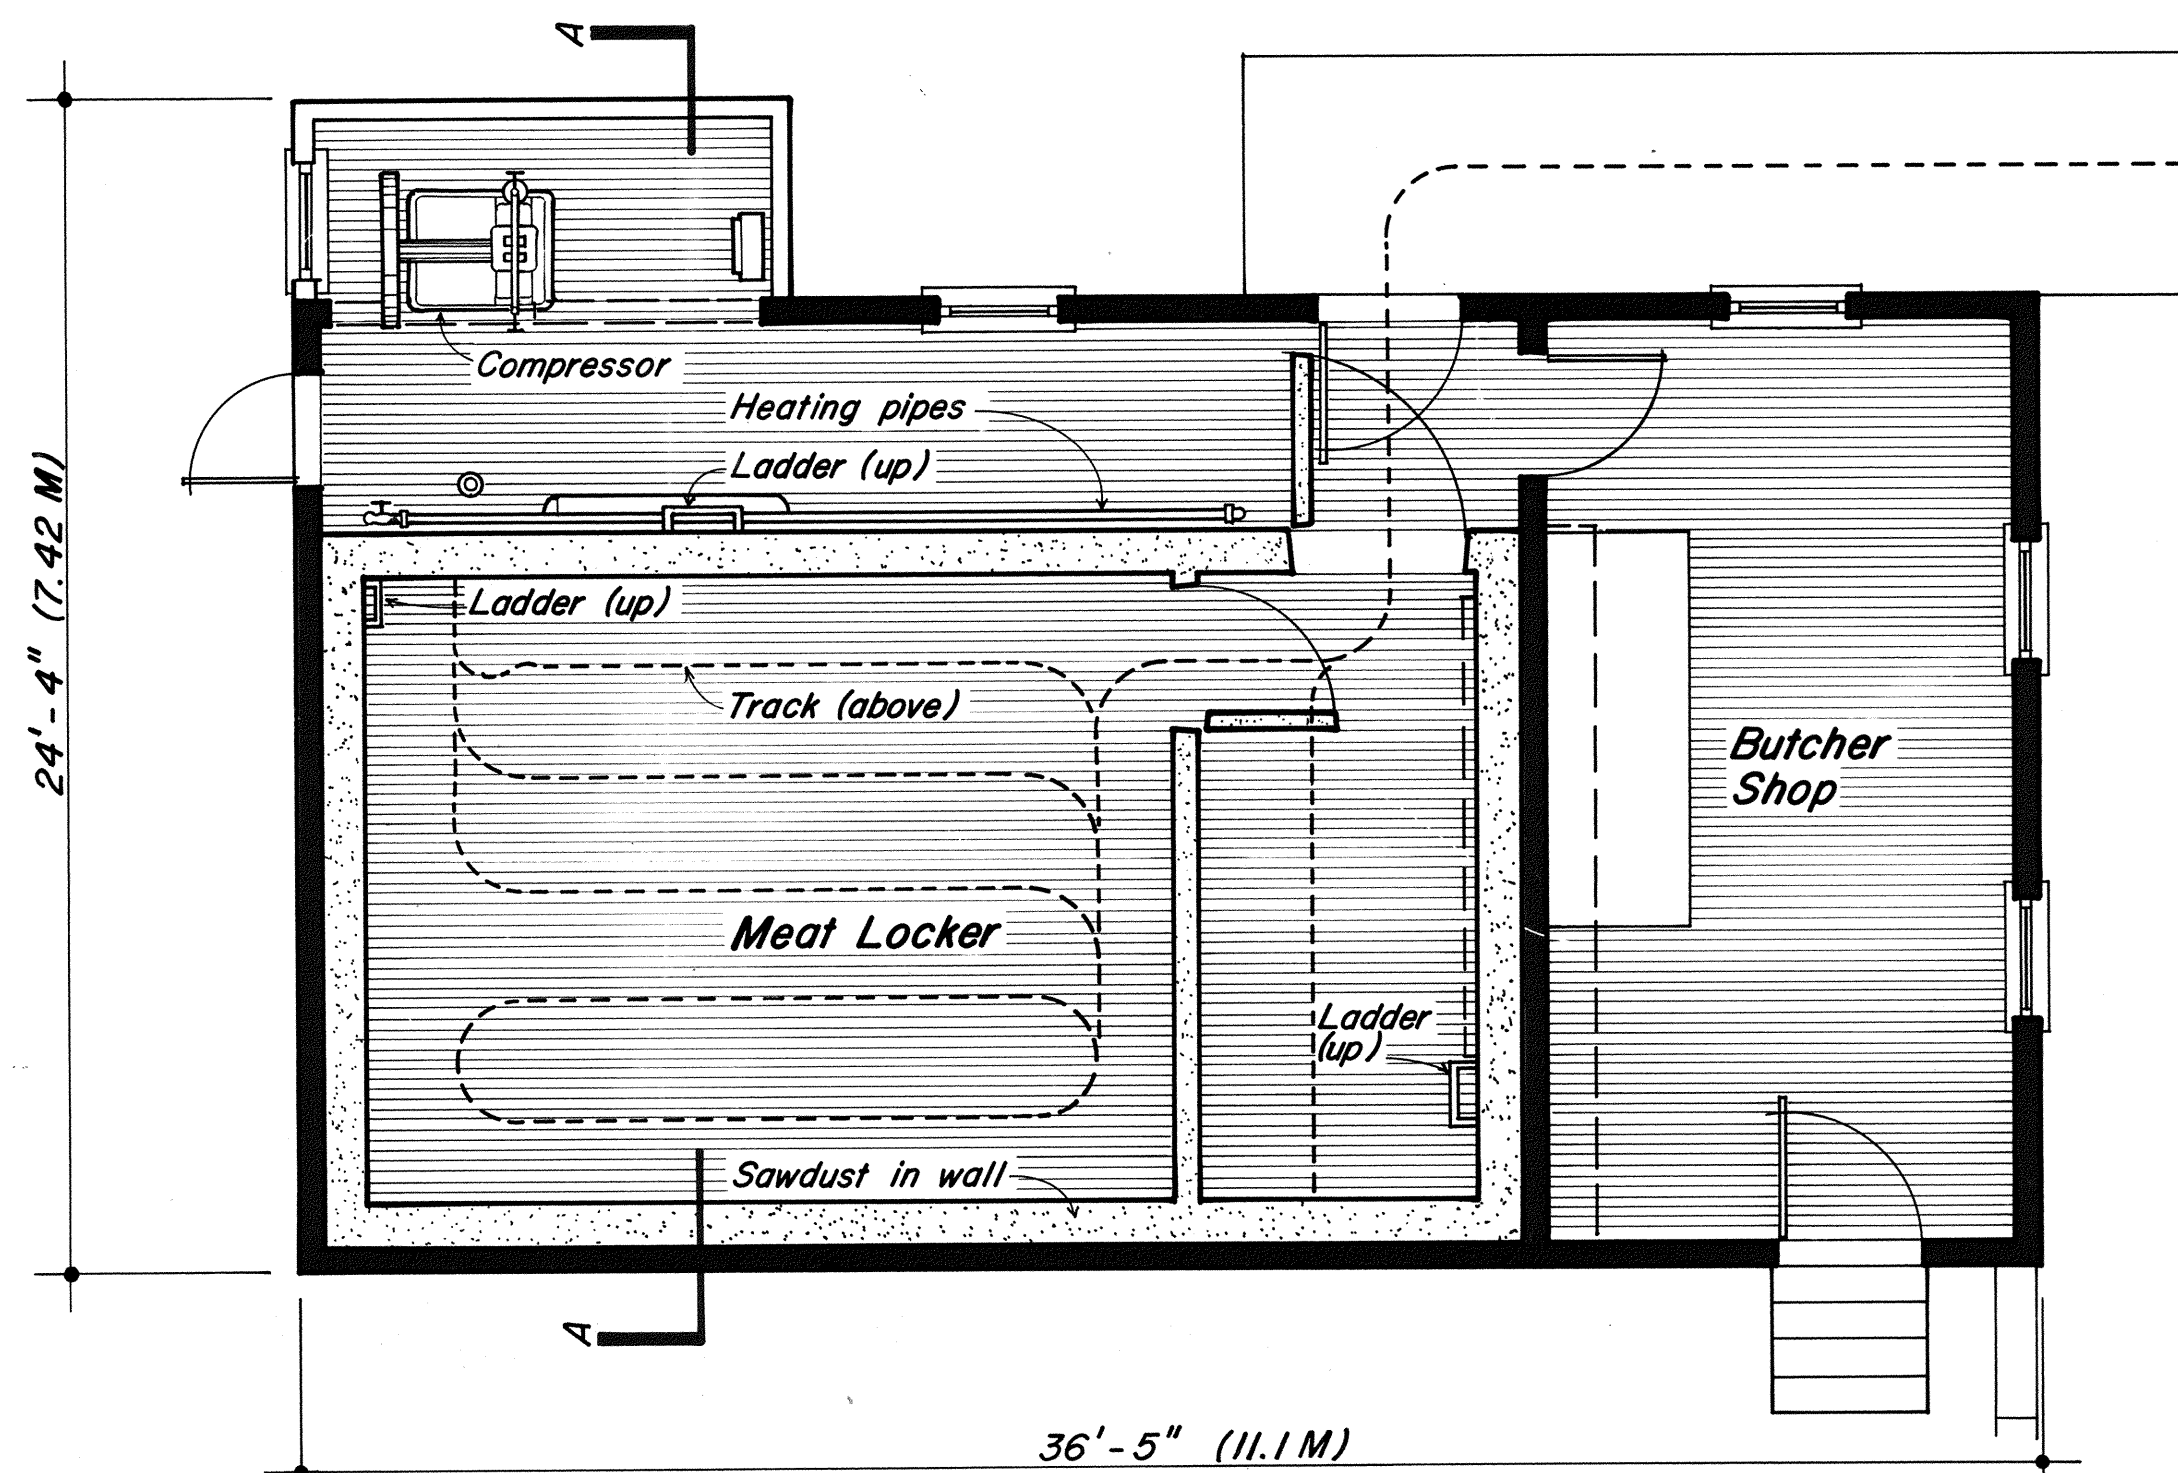 A
Compressor
Heating pipes
Ladder (up)
24'-4" (7.42 M)
Ladder (up)
Track (above)
Butcher
Shop
Meat Locker
Ladder
(up)
Sawdust in wall
A
36'-5" (11.1 M)